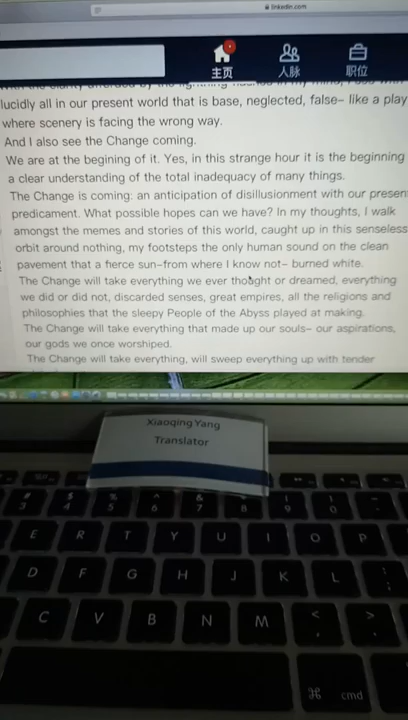 linkedin.com
主页
人脉
职位
lucidly all in our present world that is base, neglected, false– like a play
where scenery is facing the wrong way.
And I also see the Change coming.
We are at the begining of it. Yes, in this strange hour it is the beginning
a clear understanding of the total inadequacy of many things.
The Change is coming: an anticipation of disillusionment with our presen
predicament. What possible hopes can we have? In my thoughts, I walk
amongst the memes and stories of this world, caught up in this senseless
orbit around nothing, my footsteps the only human sound on the clean
pavement that a fierce sun–from where I know not– burned white.
The Change will take everything we ever thought or dreamed, everything
we did or did not, discarded senses, great empires, all the religions and
philosophies that the sleepy People of the Abyss played at making.
The Change will take everything that made up our souls– our aspirations,
our gods we once worshiped.
The Change will take everything, will sweep everything up with tender
Xiaoqing Yang
Translator
# $ % ^ & (
3 4 5 6 7 8 9 0
E R T Y U I O P
D F G H J K L : ;
C V B N M < , > .
⌘ cmd